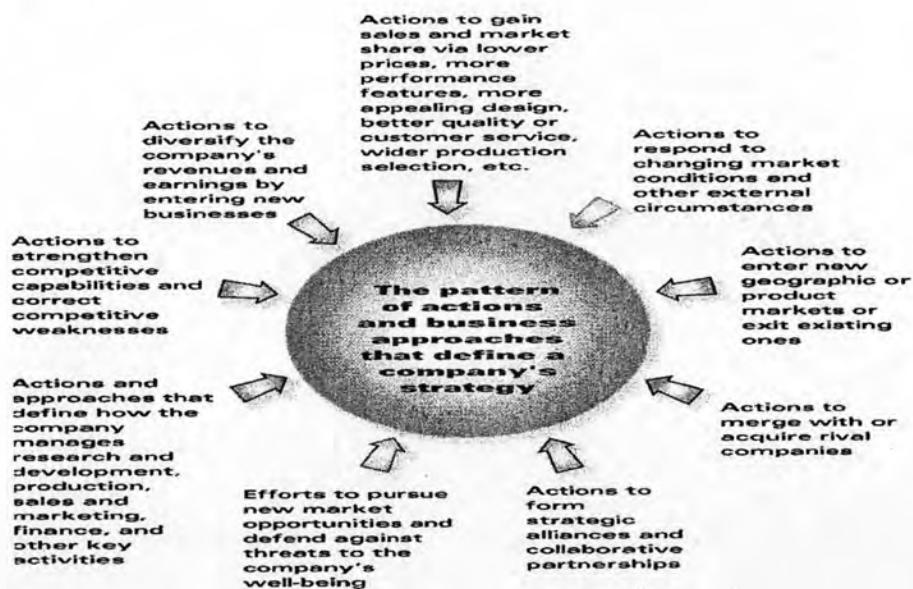 Actions to gain
sales and market
share via lower
prices, more
performance
features, more
appealing design,
better quality or
customer service,
wider production
selection, etc.
Actions to
respond to
changing market
conditions and
other external
circumstances
Actions to
enter new
geographic or
product
markets or
exit existing
ones
Actions to
merge with or
acquire rival
companies
Actions to
form
strategic
alliances and
collaborative
partnerships
Efforts to pursue
new market
opportunities and
defend against
threats to the
company's
well-being
Actions and
approaches that
define how the
company
manages
research and
development,
production,
sales and
marketing,
finance, and
other key
activities
Actions to
strengthen
competitive
capabilities and
correct
competitive
weaknesses
Actions to
diversify the
company's
revenues and
earnings by
entering new
businesses
The pattern
of actions
and business
approaches
that define a
company's
strategy